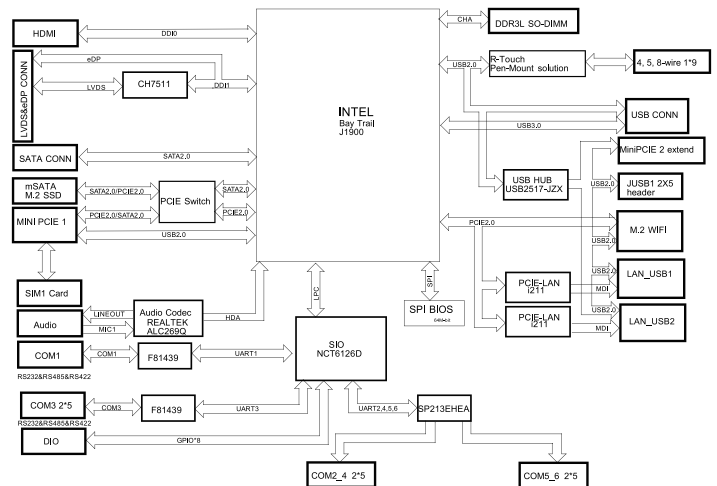 HDMI
DDI0
eDP
LVDS&eDP CONN
CH7511
LVDS
DDI1
SATA CONN
SATA2.0
mSATA
M.2 SSD
SATA2.0/PCIE2.0
PCIE Switch
SATA2.0
MINI PCIE 1
PCIE2.0/SATA2.0
PCIE2.0
USB2.0
SIM1 Card
Audio
LINEOUT
MIC1
Audio Codec
REALTEK
ALC269Q
HDA
COM1
COM1
F81439
UART1
RS232&RS485&RS422
COM3 2*5
COM3
F81439
UART3
RS232&RS485&RS422
DIO
GPIO*8
INTEL
Bay Trail
J1900
LPC
SPI
SPI BIOS
SIO
NCT6126D
UART2,4,5,6
SP213EHEA
COM2_4 2*5
COM5_6 2*5
CHA
DDR3L SO-DIMM
USB2.0
R-Touch
Pen-Mount solution
4, 5, 8-wire 1*9
USB CONN
USB3.0
MiniPCIE 2 extend
USB HUB
USB2517-JZX
USB2.0
JUSB1 2X5
header
PCIE2.0
M.2 WIFI
USB2.0
PCIE-LAN
i211
USB2.0
MDI
LAN_USB1
PCIE-LAN
i211
USB2.0
MDI
LAN_USB2